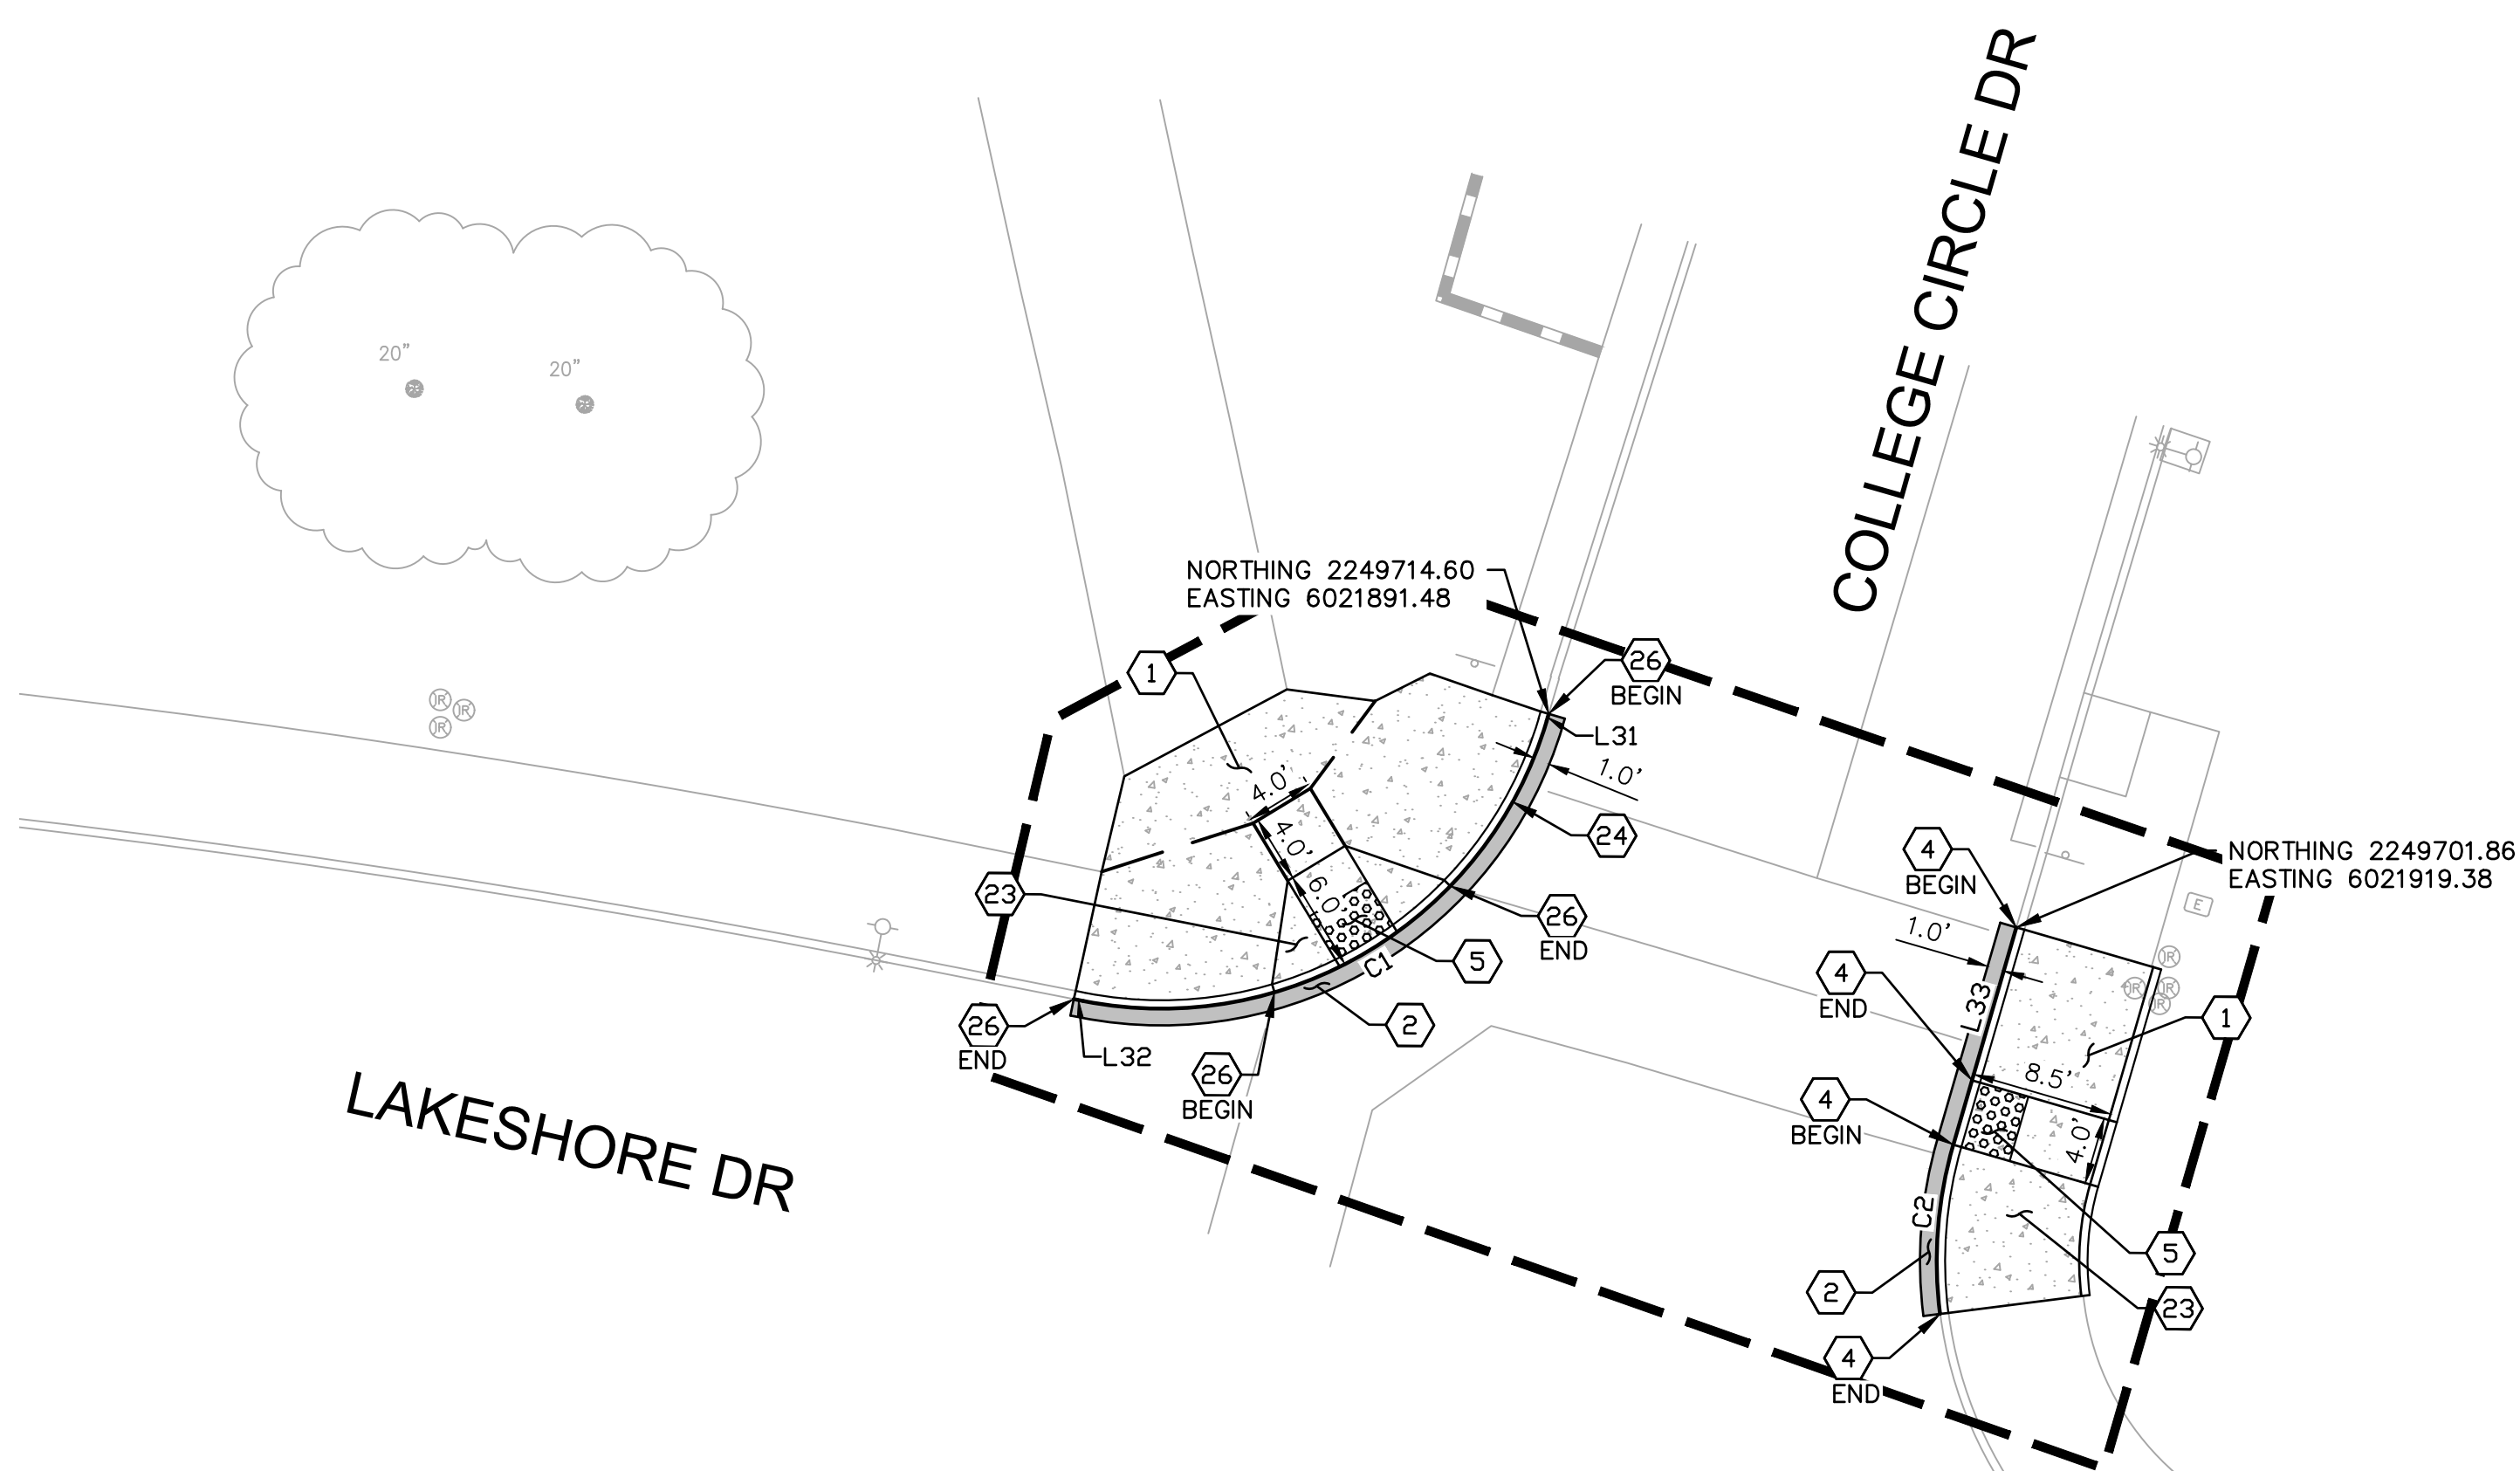 COLLEGE CIRCLE DR
20"
20"
NORTHING 2249714.60
EASTING 6021891.48
26
BEGIN
1
L31
1.0'
4.0'
4.0'
6.0'
24
23
26
END
5
C1
2
26
END
L32
26
BEGIN
LAKESHORE DR
4
BEGIN
NORTHING 2249701.86
EASTING 6021919.38
E
1.0'
4
END
L33
1
8.5'
4
BEGIN
4.0'
C2
5
2
23
4
END